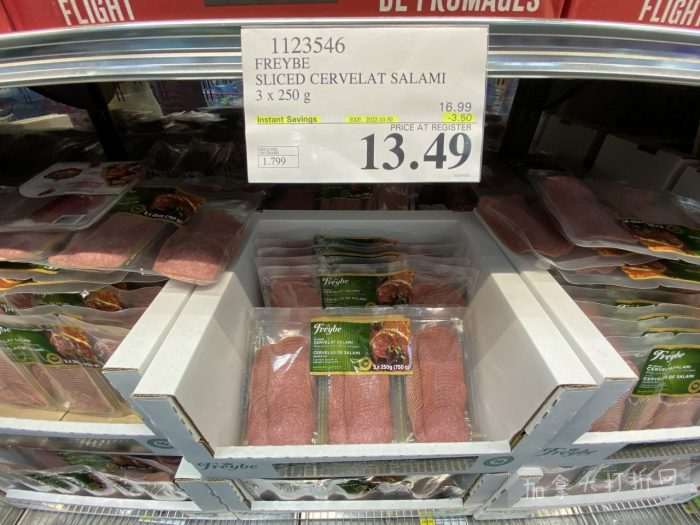 FLIGHT
DE FROMAGES
FLIGHT
1123546
FREYBE
SLICED CERVELAT SALAMI
3 x 250 g
16.99
Instant Savings
-3.50
PRICE AT REGISTER
1.799
13.49
Freybe
CERVELAT SALAMI
CERVELAS DE SALAMI
3 x 250g (750 g)
Freybe
Freybe
Freybe
Freybe
加拿大打折网